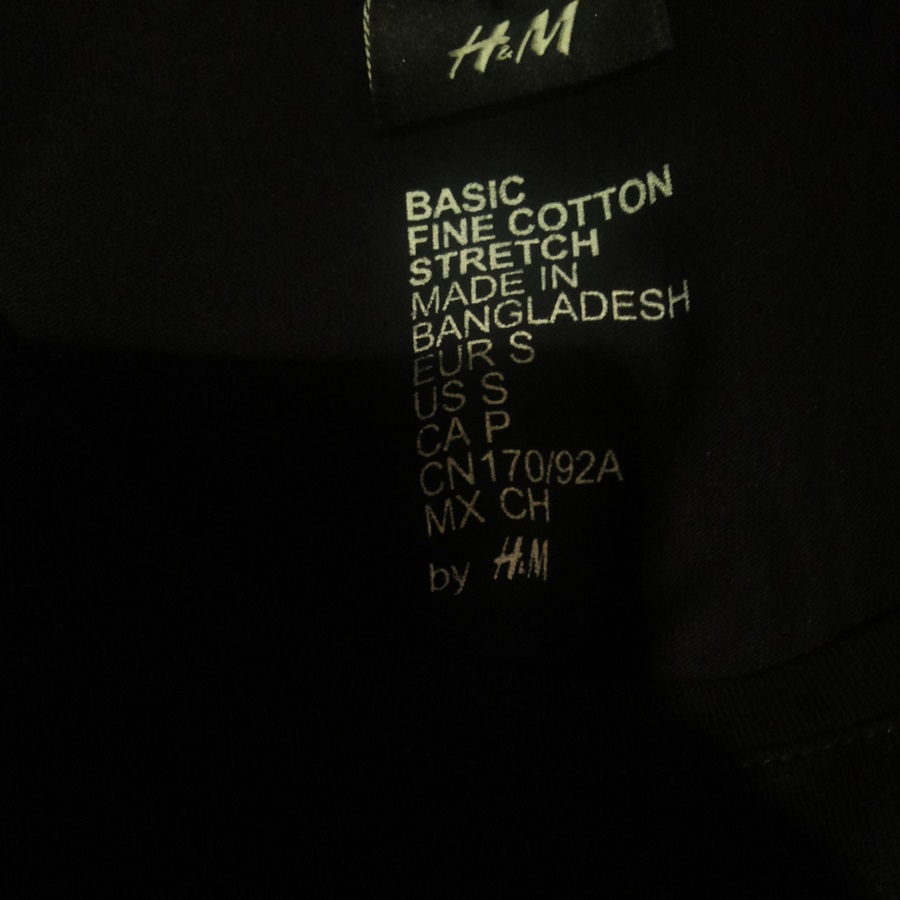 H&M
BASIC
FINE COTTON
STRETCH
MADE IN
BANGLADESH
EUR S
US S
CA P
CN 170/92A
MX CH
by H&M